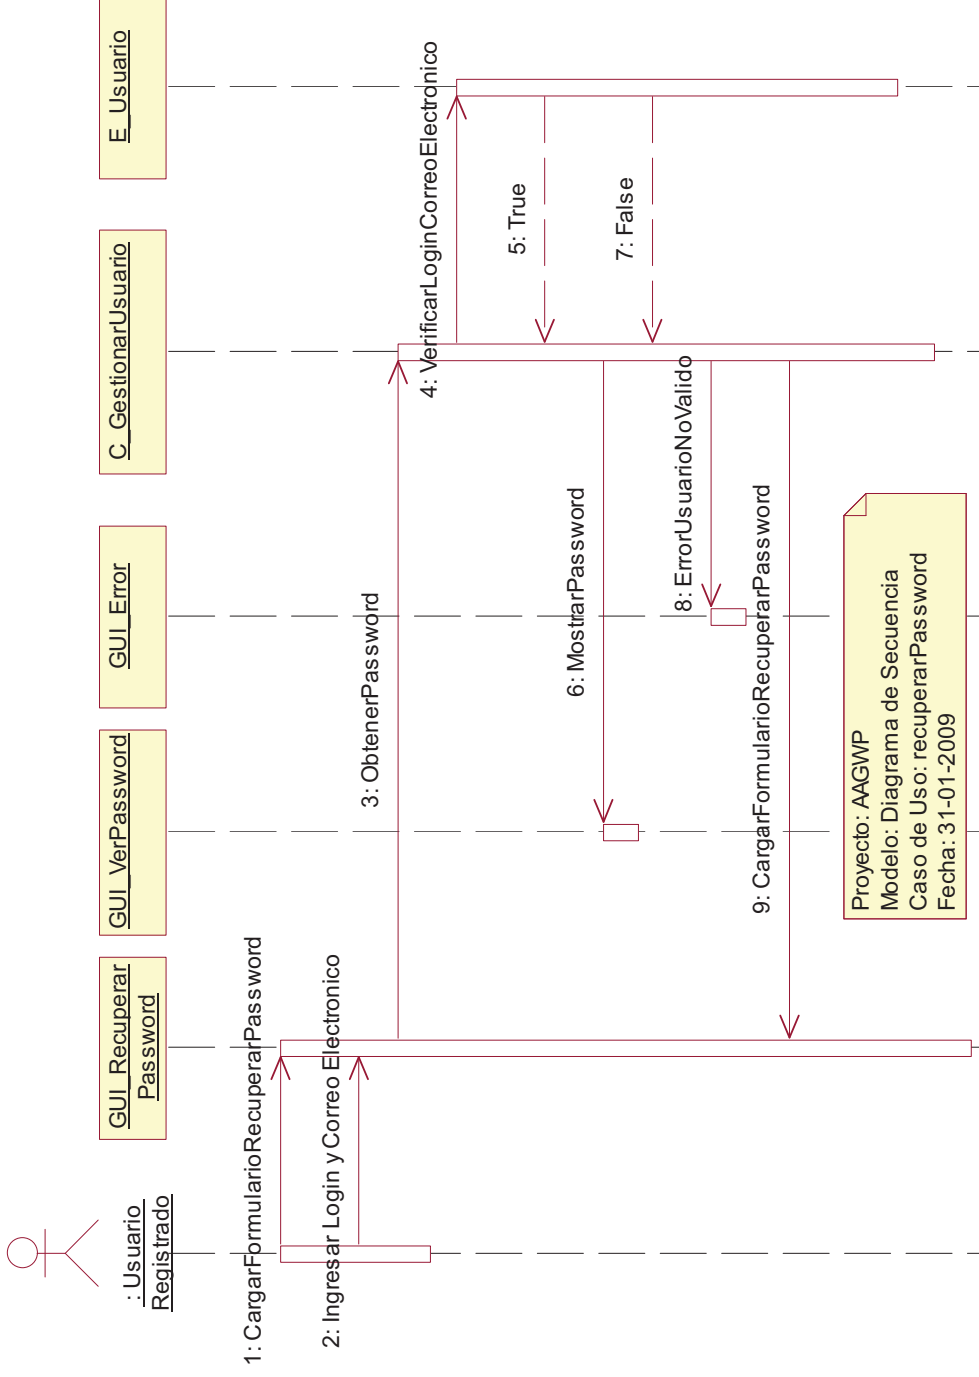 : Usuario
Registrado
GUI_Recuperar
Password
GUI_VerPassword
GUI_Error
C_GestionarUsuario
E_Usuario
1: CargarFormularioRecuperarPassword
2: Ingresar Login y Correo Electronico
3: ObtenerPassword
4: VerificarLoginCorreoElectronico
5: True
6: MostrarPassword
7: False
8: ErrorUsuarioNoValido
9: CargarFormularioRecuperarPassword
Proyecto: AAGWP
Modelo: Diagrama de Secuencia
Caso de Uso: recuperarPassword
Fecha: 31-01-2009